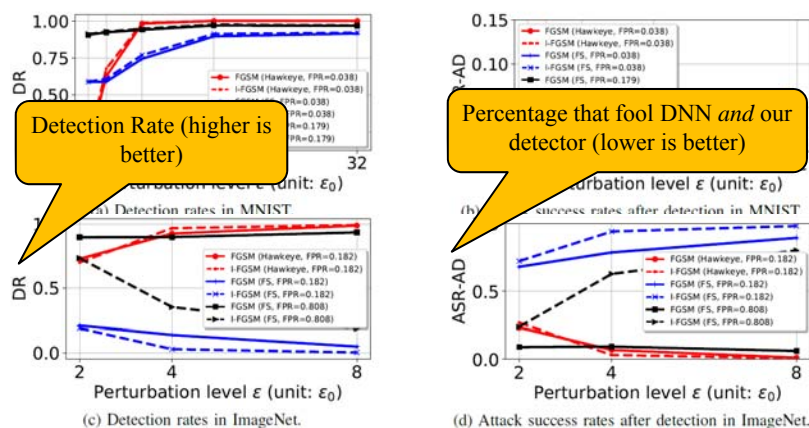 1.00
0.75
0.50
DR
FGSM (Hawkeye, FPR=0.038)
I-FGSM (Hawkeye, FPR=0.038)
FPR=0.038)
FPR=0.038)
FPR=0.179)
FPR=0.179)
32
Detection Rate (higher is
better)
Perturbation level ε (unit: ε0)
(a) Detection rates in MNIST.
0.15
0.10
FGSM (Hawkeye, FPR=0.038)
I-FGSM (Hawkeye, FPR=0.038)
FGSM (FS, FPR=0.038)
I-FGSM (FS, FPR=0.038)
FGSM (FS, FPR=0.179)
Percentage that fool DNN and our
detector (lower is better)
32
Perturbation level ε (unit: ε0)
success rates after detection in MNIST.
DR
0.5
0.0
FGSM (Hawkeye, FPR=0.182)
I-FGSM (Hawkeye, FPR=0.182)
FGSM (FS, FPR=0.182)
I-FGSM (FS, FPR=0.182)
FGSM (FS, FPR=0.808)
I-FGSM (FS, FPR=0.808)
2 4 8
Perturbation level ε (unit: ε0)
(c) Detection rates in ImageNet.
ASR-AD
0.5
0.0
FGSM (Hawkeye, FPR=0.182)
I-FGSM (Hawkeye, FPR=0.182)
FGSM (FS, FPR=0.182)
I-FGSM (FS, FPR=0.182)
FGSM (FS, FPR=0.808)
I-FGSM (FS, FPR=0.808)
2 4 8
Perturbation level ε (unit: ε0)
(d) Attack success rates after detection in ImageNet.